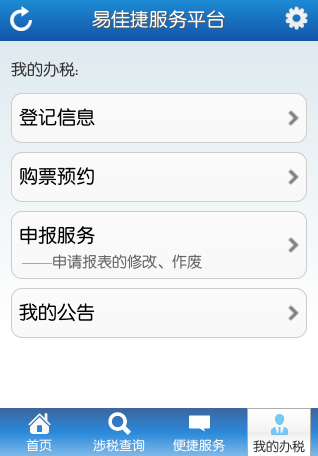 易佳捷服务平台
我的办税:
登记信息
购票预约
申报服务
——申请报表的修改、作废
我的公告
首页
涉税查询
便捷服务
我的办税